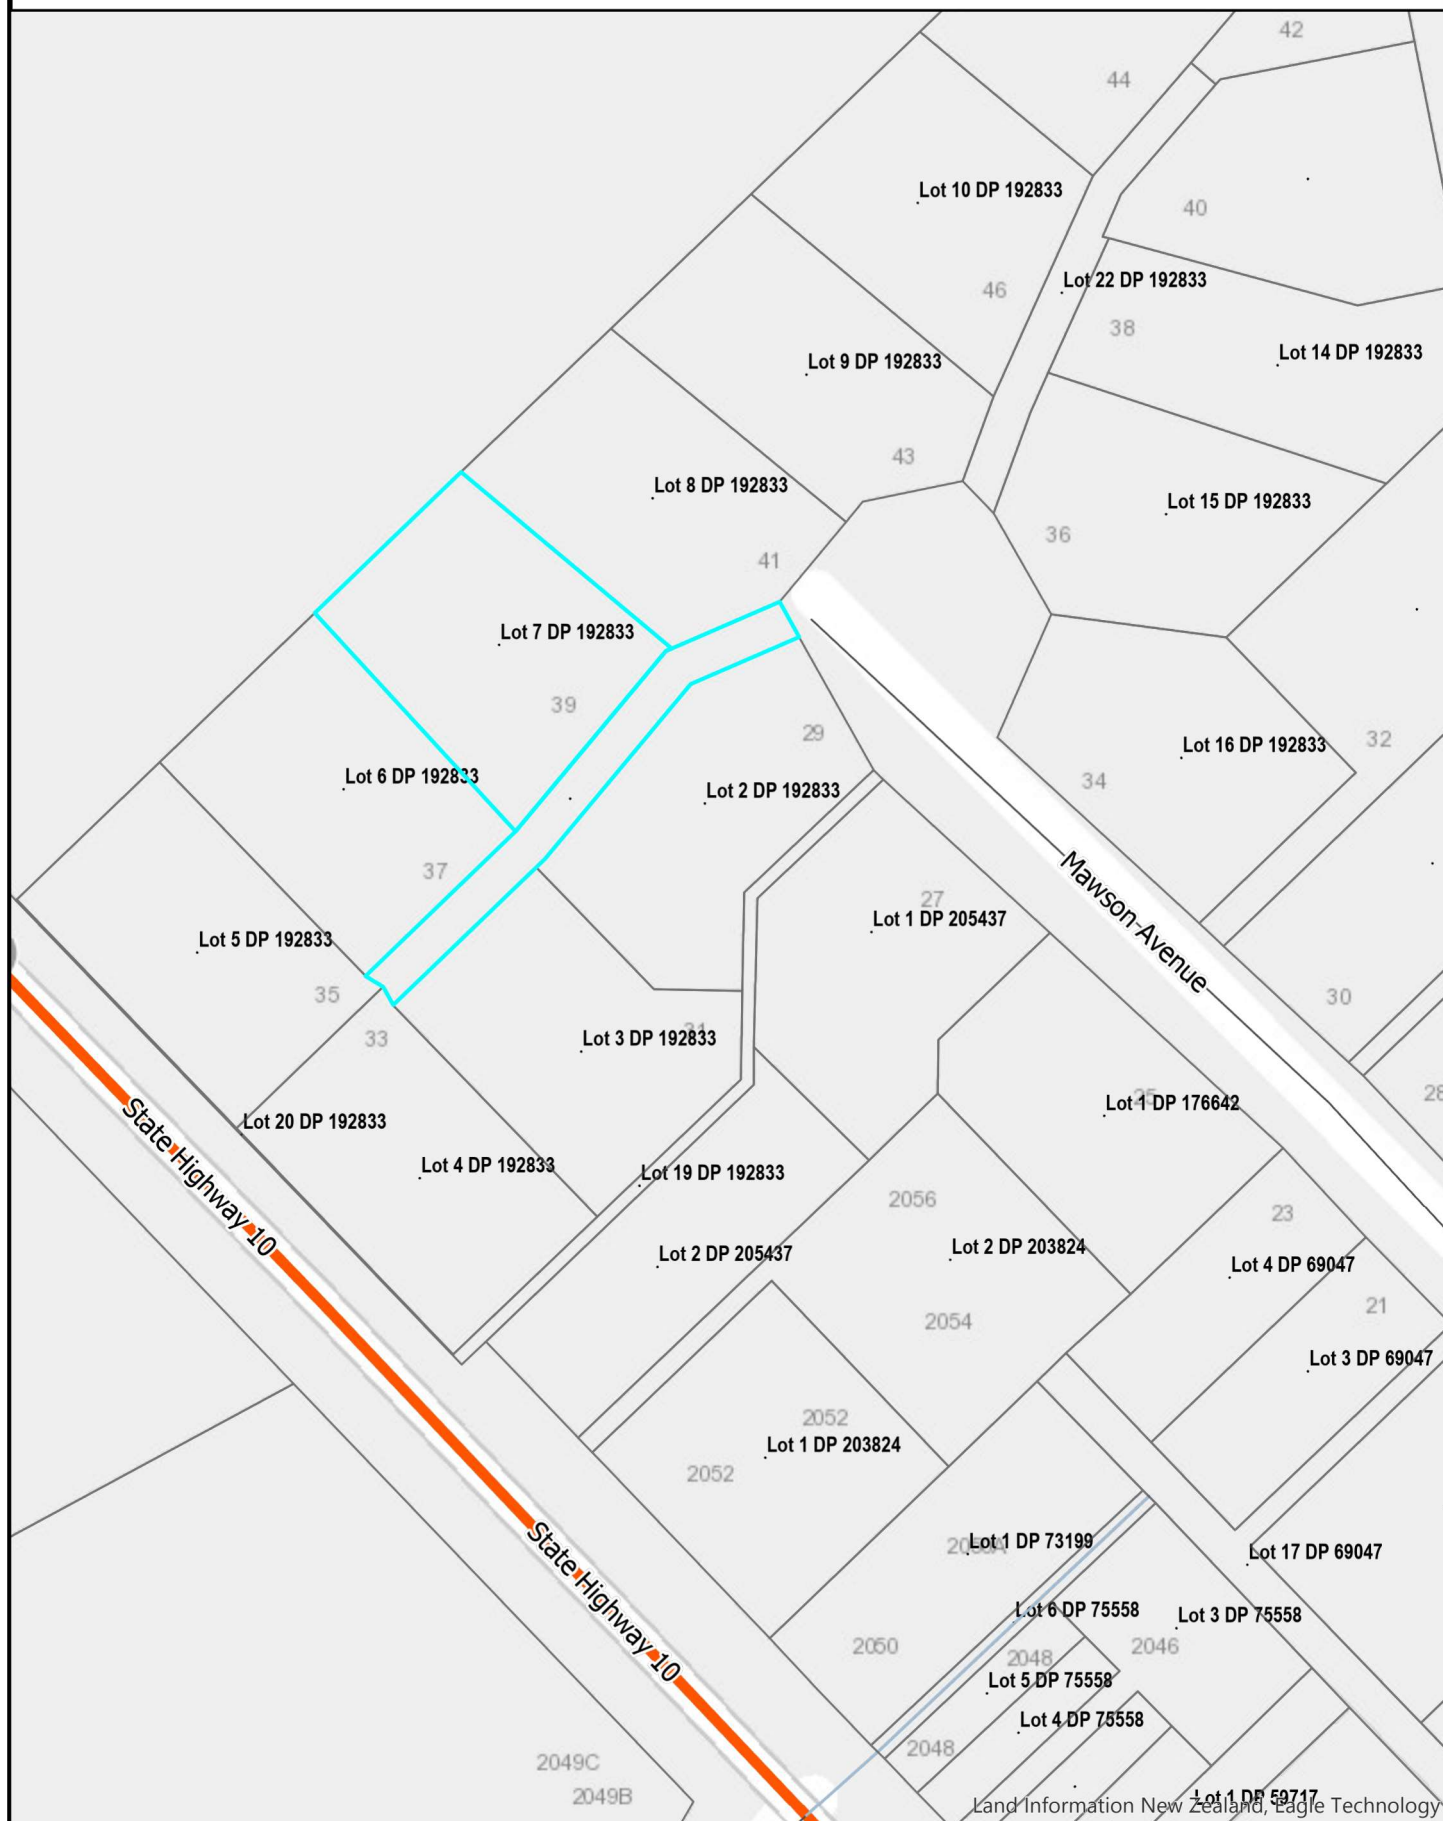 42
44
Lot 10 DP 192833
40
Lot 22 DP 192833
46
38
Lot 14 DP 192833
Lot 9 DP 192833
43
Lot 8 DP 192833
Lot 15 DP 192833
36
41
Lot 7 DP 192833
39
29
32
Lot 16 DP 192833
Lot 6 DP 192833
34
Lot 2 DP 192833
37
Mawson Avenue
27
Lot 1 DP 205437
Lot 5 DP 192833
35
30
31
33
Lot 3 DP 192833
28
25
Lot 1 DP 176642
State Highway 10
Lot 20 DP 192833
Lot 4 DP 192833
Lot 19 DP 192833
2056
23
Lot 2 DP 203824
Lot 2 DP 205437
Lot 4 DP 69047
21
2054
Lot 3 DP 69047
2052
Lot 1 DP 203824
2052
State Highway 10
Lot 1 DP 73199
Lot 17 DP 69047
Lot 6 DP 75558
Lot 3 DP 75558
2050
2048
2046
Lot 5 DP 75558
Lot 4 DP 75558
2048
2049C
2049B
Lot 1 DP 59717
Land Information New Zealand, Eagle Technology